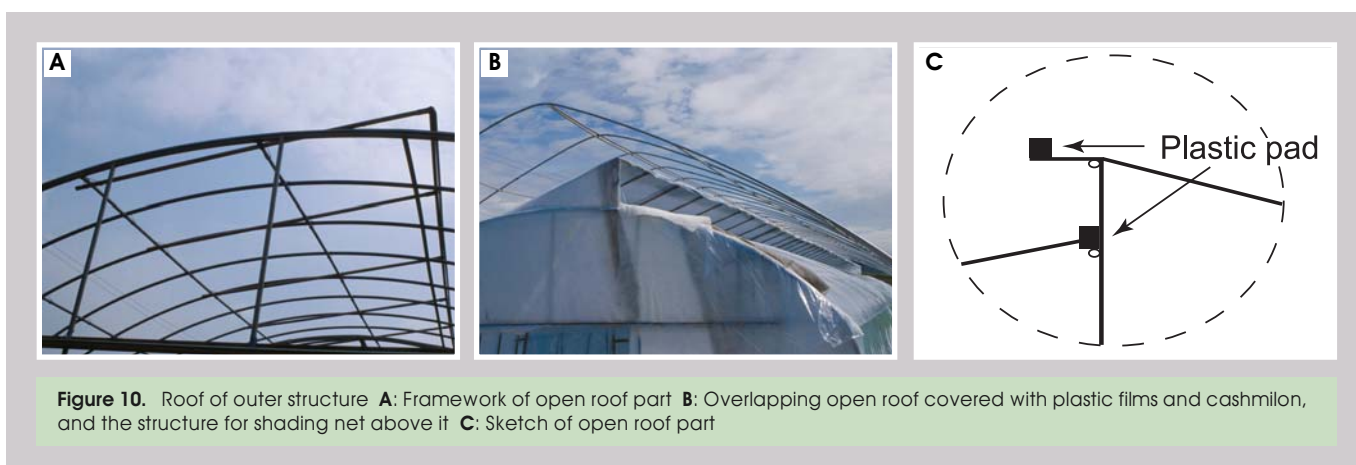 A
B
C
Plastic pad
Figure 10. Roof of outer structure A: Framework of open roof part B: Overlapping open roof covered with plastic films and cashmilon,
and the structure for shading net above it C: Sketch of open roof part